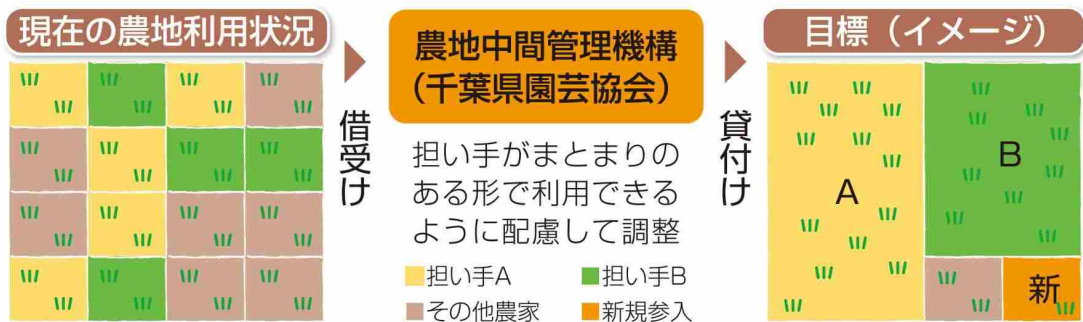 現在の農地利用状況
借受け
農地中間管理機構
（千葉県園芸協会）
担い手がまとまりの
ある形で利用できる
ように配慮して調整
担い手A
担い手B
その他農家
新規参入
貸付け
目標（イメージ）
A
B
新